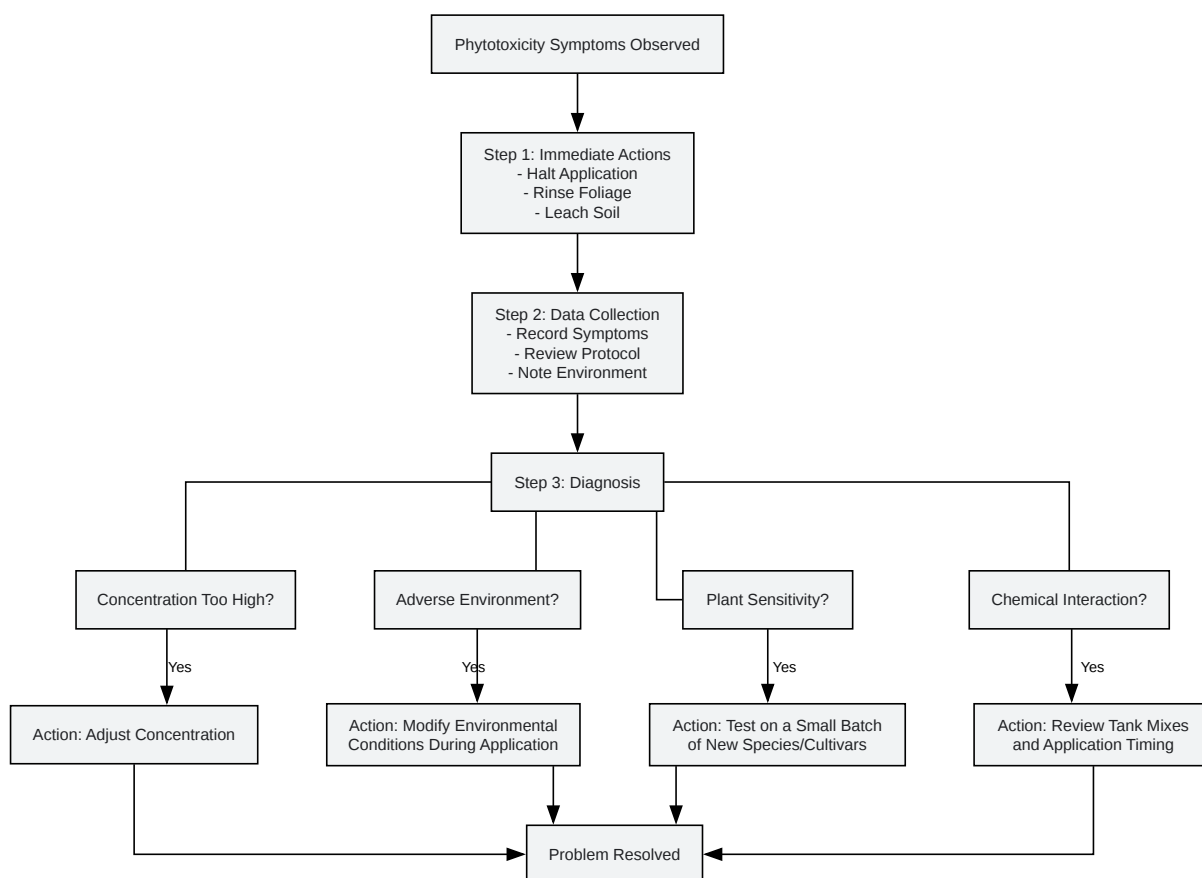 Phytotoxicity Symptoms Observed
Step 1: Immediate Actions
- Halt Application
- Rinse Foliage
- Leach Soil
Step 2: Data Collection
- Record Symptoms
- Review Protocol
- Note Environment
Step 3: Diagnosis
Concentration Too High?
Adverse Environment?
Plant Sensitivity?
Chemical Interaction?
Yes
Yes
Yes
Yes
Action: Adjust Concentration
Action: Modify Environmental
Conditions During Application
Action: Test on a Small Batch
of New Species/Cultivars
Action: Review Tank Mixes
and Application Timing
Problem Resolved